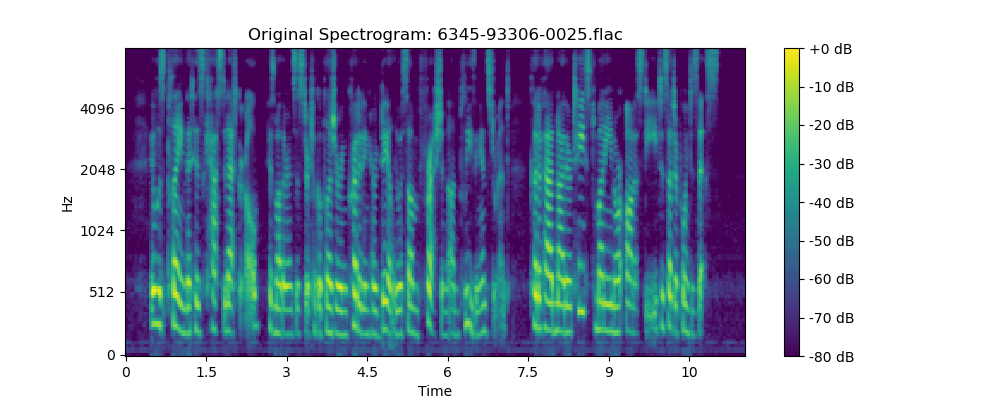 Original Spectrogram: 6345-93306-0025.flac
Hz
4096
2048
1024
512
0
0 1.5 3 4.5 6 7.5 9 10
Time
+0 dB
-10 dB
-20 dB
-30 dB
-40 dB
-50 dB
-60 dB
-70 dB
-80 dB